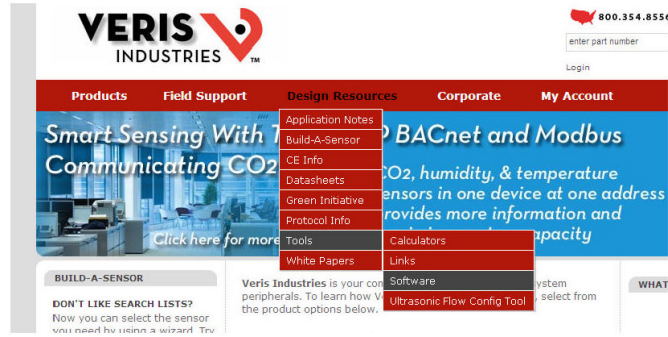 VERIS
INDUSTRIES ™
800.354.8556
enter part number
Login
Products Field Support Design Resources Corporate My Account
Application Notes
Build-A-Sensor
CE Info
Datasheets
Green Initiative
Protocol Info
Tools
White Papers
Calculators
Links
Software
Ultrasonic Flow Config Tool
Smart Sensing With P BACnet and Modbus
Communicating CO2
CO2, humidity, & temperature
ensors in one device at one address
rovides more information and
apacity
Click here for more
BUILD-A-SENSOR
DON'T LIKE SEARCH LISTS?
Now you can select the sensor
you need by using a wizard. Try
Veris Industries is your con ystem
peripherals. To learn how V , select from
the product options below.
WHAT